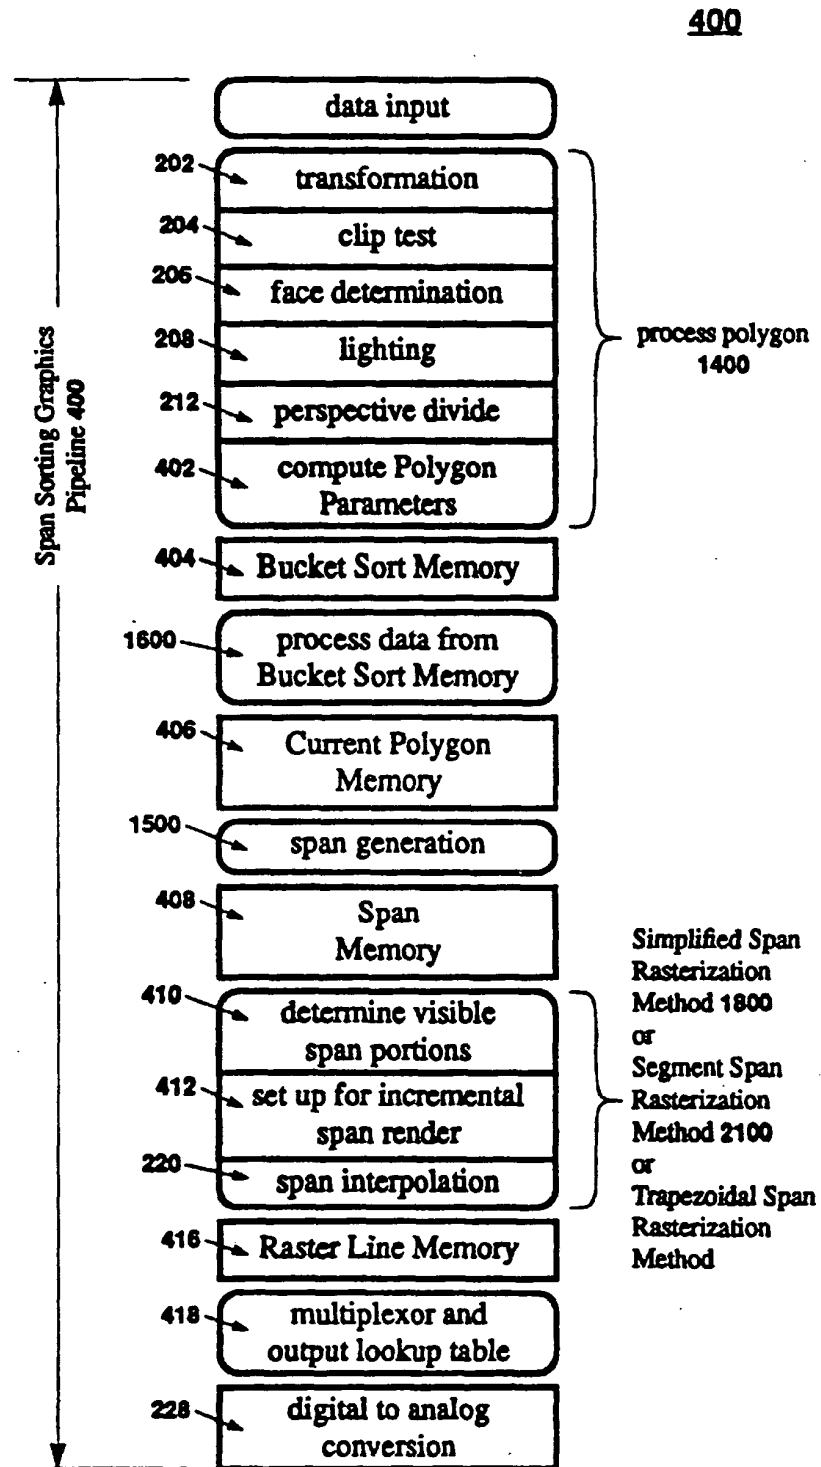 400
data input
202
transformation
204
clip test
206
face determination
208
lighting
212
perspective divide
402
compute Polygon
Parameters
process polygon
1400
404
Bucket Sort Memory
1600
process data from
Bucket Sort Memory
406
Current Polygon
Memory
1500
span generation
408
Span
Memory
410
determine visible
span portions
412
set up for incremental
span render
220
span interpolation
Simplified Span
Rasterization
Method 1800
or
Segment Span
Rasterization
Method 2100
or
Trapezoidal Span
Rasterization
Method
416
Raster Line Memory
418
multiplexor and
output lookup table
228
digital to analog
conversion
Span Sorting Graphics
Pipeline 400